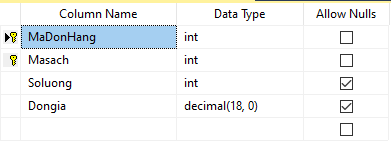 Column Name Data Type Allow Nulls
MaDonHang int
Masach int
Soluong int
Dongia decimal(18, 0)